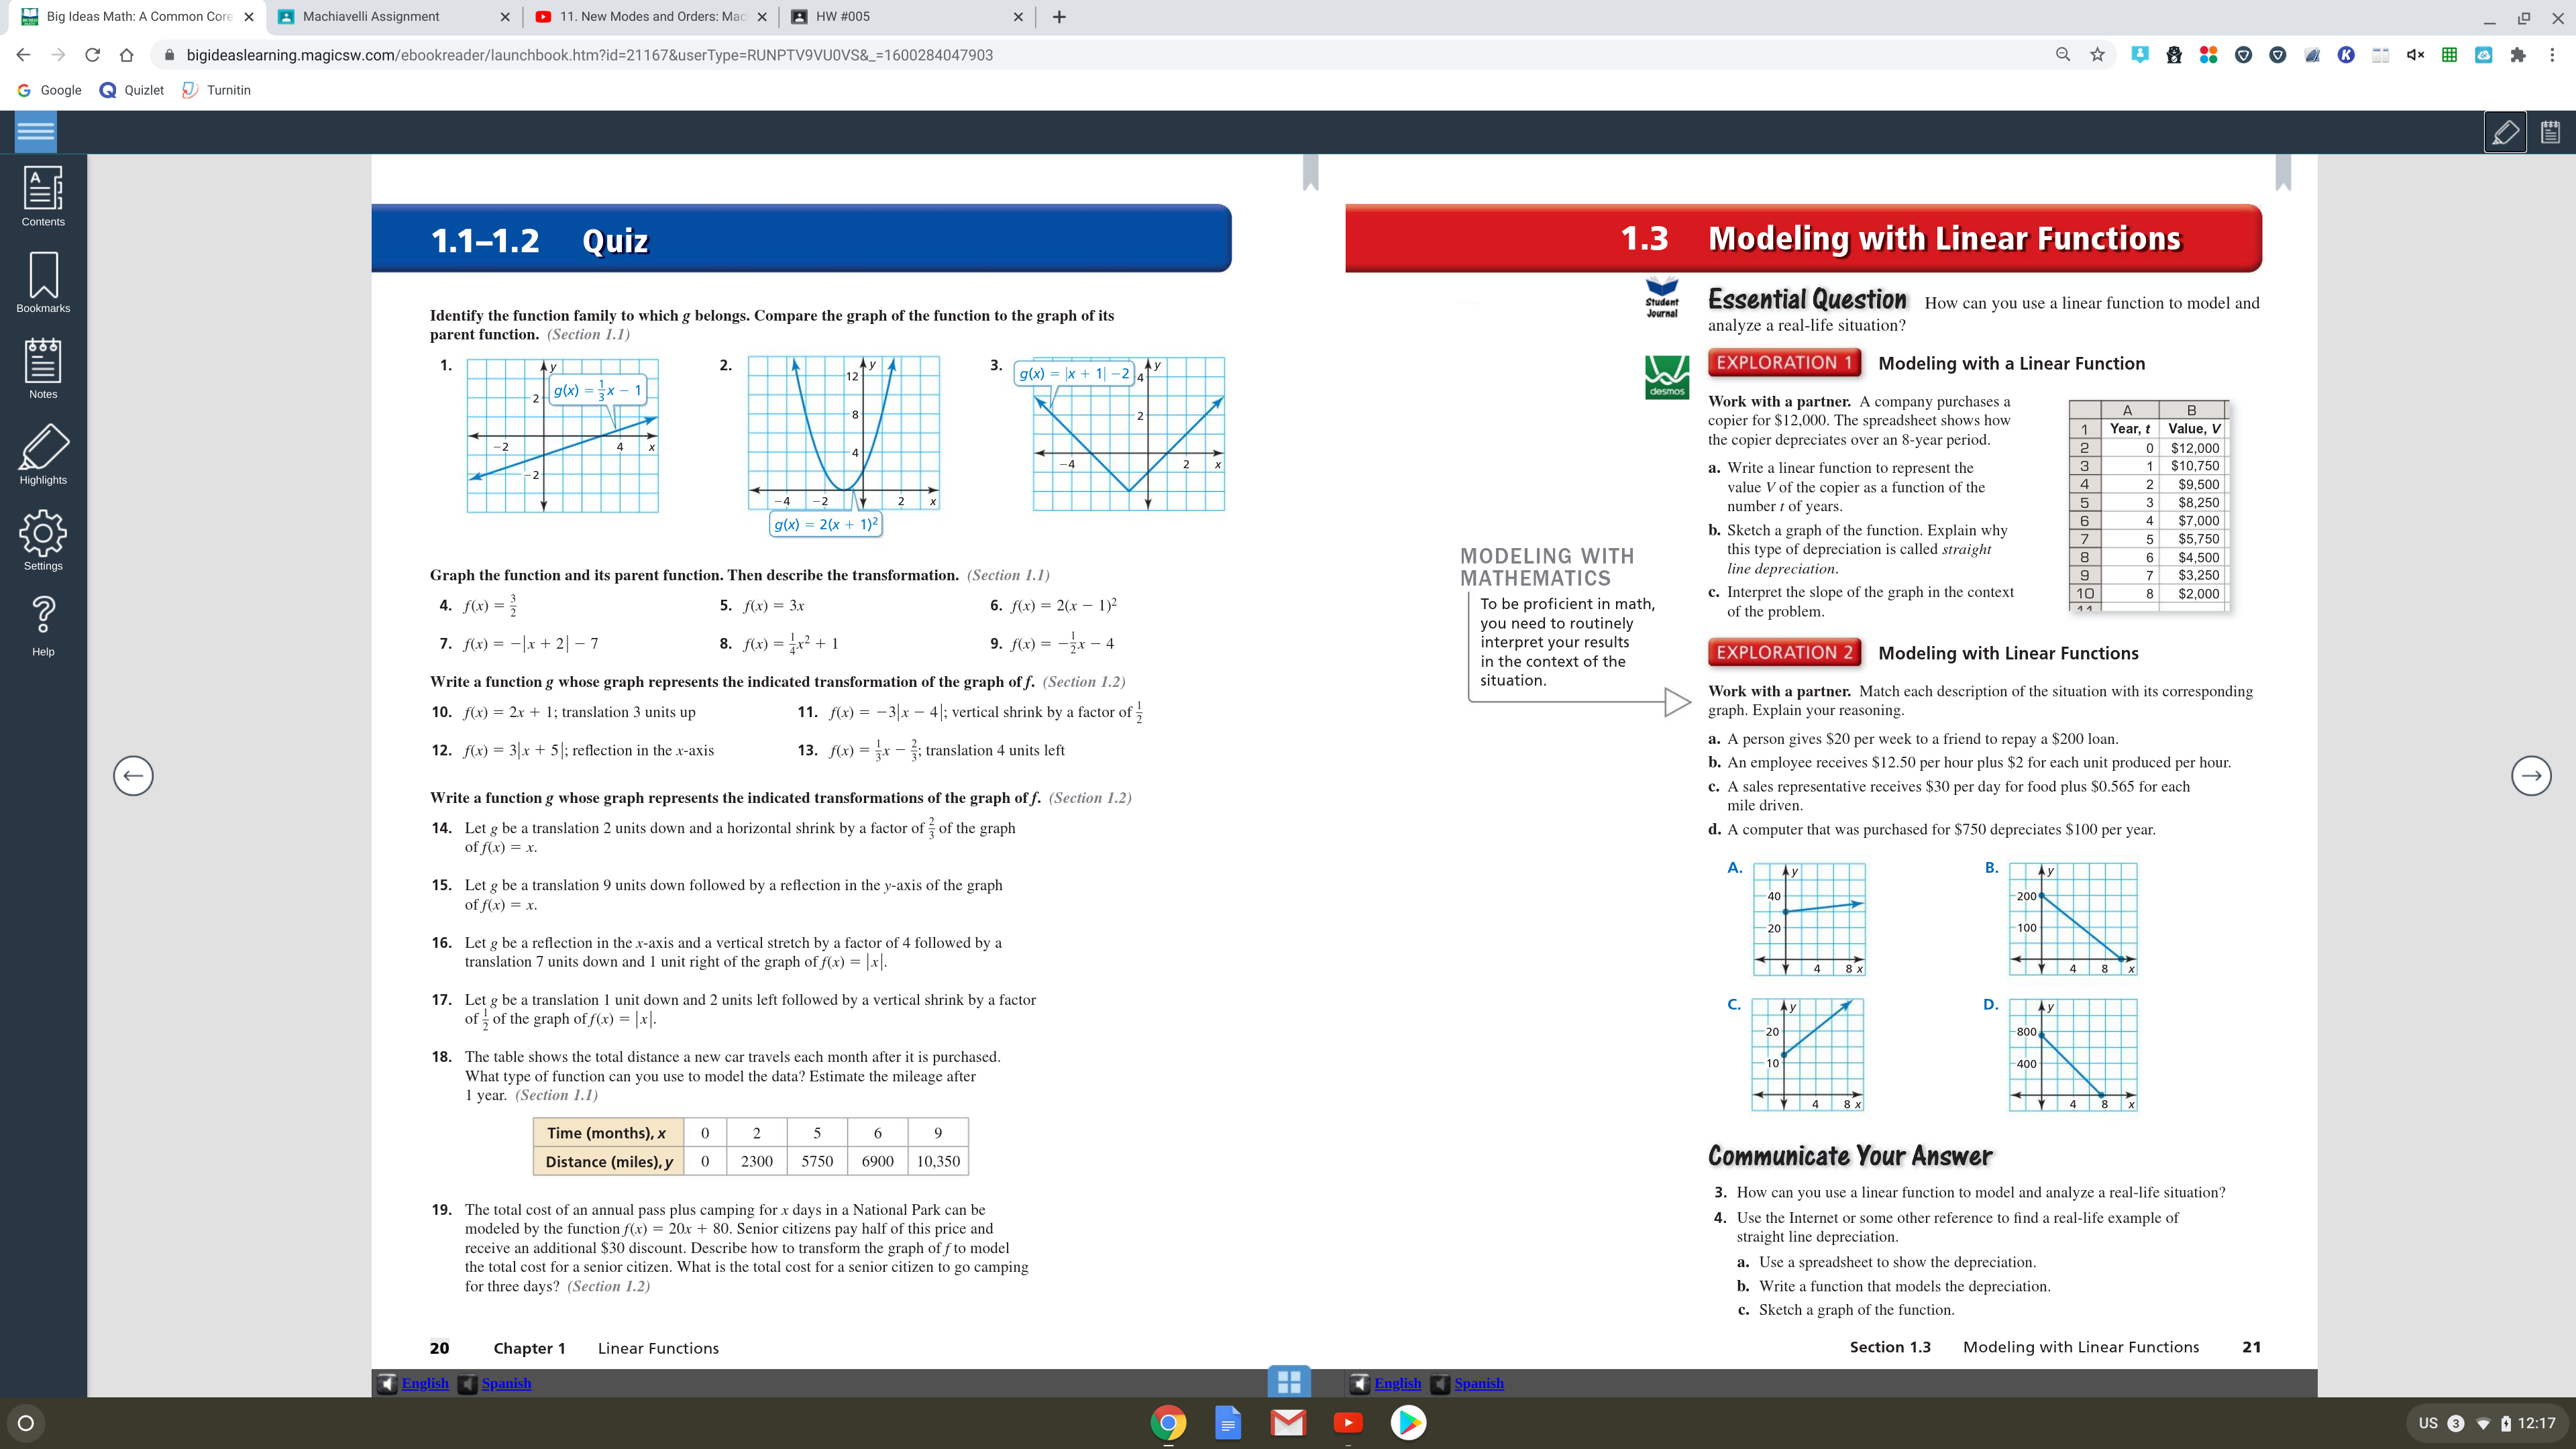 Big Ideas Math: A Common Core
Machiavelli Assignment
11. New Modes and Orders: Mac
HW #005
bigideaslearning.magicsw.com/ebookreader/launchbook.htm?id=21167&userType=RUNPTV9VU0VS&_=1600284047903
Google Quizlet Turnitin
Contents
Bookmarks
Notes
Highlights
Settings
Help
1.1–1.2 Quiz
Identify the function family to which g belongs. Compare the graph of the function to the graph of its
parent function. (Section 1.1)
1.
y
g(x) = 1/3 x − 1
2
−2 4 x
−2
2.
y
12
8
4
−4 −2 2 x
g(x) = 2(x + 1)²
3.
g(x) = |x + 1| −2
y
4
2
−4 2 x
Graph the function and its parent function. Then describe the transformation. (Section 1.1)
4. f(x) = 3/2 5. f(x) = 3x 6. f(x) = 2(x − 1)²
7. f(x) = −|x + 2| − 7 8. f(x) = 1/4 x² + 1 9. f(x) = −1/2 x − 4
Write a function g whose graph represents the indicated transformation of the graph of f. (Section 1.2)
10. f(x) = 2x + 1; translation 3 units up 11. f(x) = −3|x − 4|; vertical shrink by a factor of 1/2
12. f(x) = 3|x + 5|; reflection in the x-axis 13. f(x) = 1/3 x − 2/3; translation 4 units left
Write a function g whose graph represents the indicated transformations of the graph of f. (Section 1.2)
14. Let g be a translation 2 units down and a horizontal shrink by a factor of 2/3 of the graph
of f(x) = x.
15. Let g be a translation 9 units down followed by a reflection in the y-axis of the graph
of f(x) = x.
16. Let g be a reflection in the x-axis and a vertical stretch by a factor of 4 followed by a
translation 7 units down and 1 unit right of the graph of f(x) = |x|.
17. Let g be a translation 1 unit down and 2 units left followed by a vertical shrink by a factor
of 1/2 of the graph of f(x) = |x|.
18. The table shows the total distance a new car travels each month after it is purchased.
What type of function can you use to model the data? Estimate the mileage after
1 year. (Section 1.1)
Time (months), x 0 2 5 6 9
Distance (miles), y 0 2300 5750 6900 10,350
19. The total cost of an annual pass plus camping for x days in a National Park can be
modeled by the function f(x) = 20x + 80. Senior citizens pay half of this price and
receive an additional $30 discount. Describe how to transform the graph of f to model
the total cost for a senior citizen. What is the total cost for a senior citizen to go camping
for three days? (Section 1.2)
20 Chapter 1 Linear Functions
English Spanish
1.3 Modeling with Linear Functions
Student
Journal
Essential Question How can you use a linear function to model and
analyze a real-life situation?
desmos
EXPLORATION 1 Modeling with a Linear Function
Work with a partner. A company purchases a
copier for $12,000. The spreadsheet shows how
the copier depreciates over an 8-year period.
a. Write a linear function to represent the
value V of the copier as a function of the
number t of years.
b. Sketch a graph of the function. Explain why
this type of depreciation is called straight
line depreciation.
c. Interpret the slope of the graph in the context
of the problem.
A B
1 Year, t Value, V
2 0 $12,000
3 1 $10,750
4 2 $9,500
5 3 $8,250
6 4 $7,000
7 5 $5,750
8 6 $4,500
9 7 $3,250
10 8 $2,000
11
MODELING WITH
MATHEMATICS
To be proficient in math,
you need to routinely
interpret your results
in the context of the
situation.
EXPLORATION 2 Modeling with Linear Functions
Work with a partner. Match each description of the situation with its corresponding
graph. Explain your reasoning.
a. A person gives $20 per week to a friend to repay a $200 loan.
b. An employee receives $12.50 per hour plus $2 for each unit produced per hour.
c. A sales representative receives $30 per day for food plus $0.565 for each
mile driven.
d. A computer that was purchased for $750 depreciates $100 per year.
A.
y
40
20
4 8 x
B.
y
200
100
4 8 x
C.
y
20
10
4 8 x
D.
y
800
400
4 8 x
Communicate Your Answer
3. How can you use a linear function to model and analyze a real-life situation?
4. Use the Internet or some other reference to find a real-life example of
straight line depreciation.
a. Use a spreadsheet to show the depreciation.
b. Write a function that models the depreciation.
c. Sketch a graph of the function.
Section 1.3 Modeling with Linear Functions 21
English Spanish
US 3 12:17